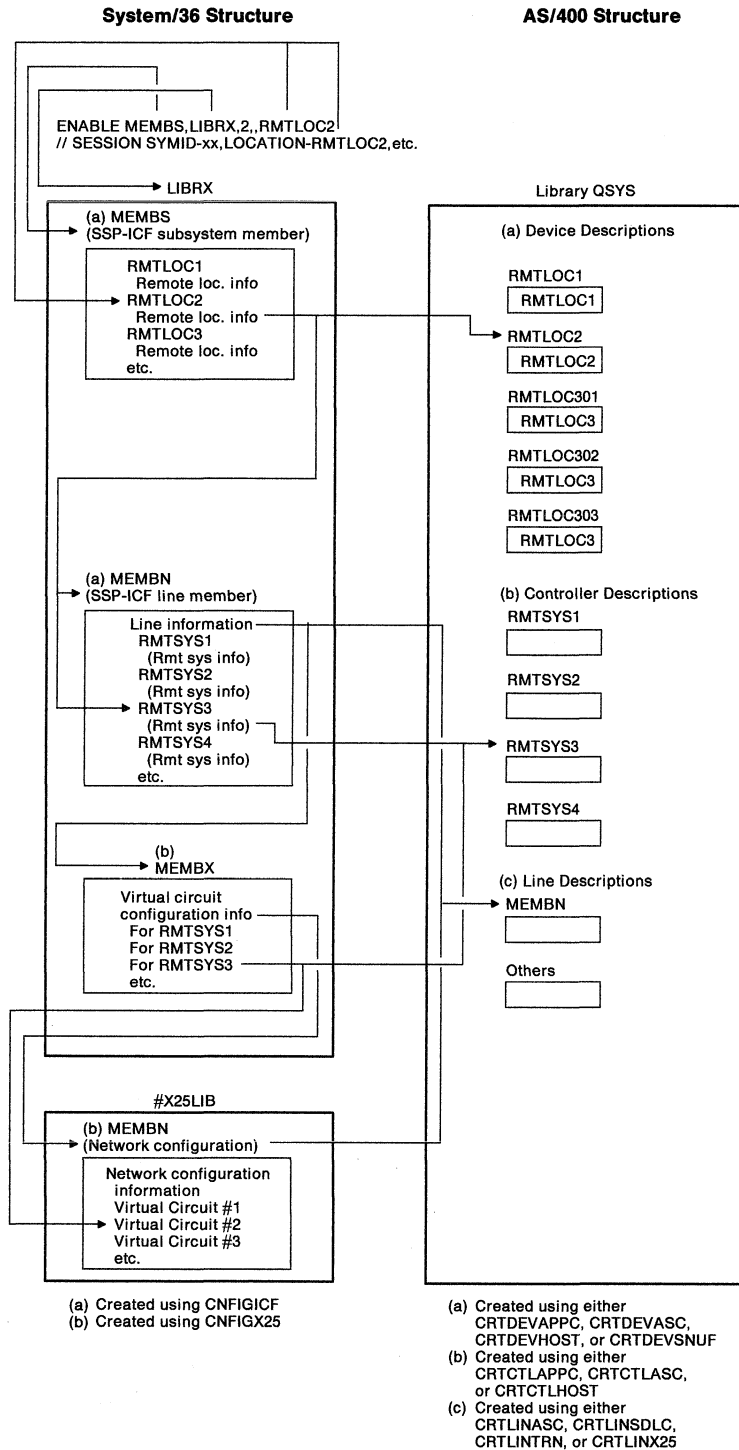 System/36 Structure
AS/400 Structure
ENABLE MEMBS,LIBRX,2,,RMTLOC2
// SESSION SYMID-xx,LOCATION-RMTLOC2,etc.
LIBRX
(a) MEMBS
(SSP-ICF subsystem member)
RMTLOC1
Remote loc. info
RMTLOC2
Remote loc. info
RMTLOC3
Remote loc. info
etc.
(a) MEMBN
(SSP-ICF line member)
Line information
RMTSYS1
(Rmt sys info)
RMTSYS2
(Rmt sys info)
RMTSYS3
(Rmt sys info)
RMTSYS4
(Rmt sys info)
etc.
(b)
MEMBX
Virtual circuit
configuration info
For RMTSYS1
For RMTSYS2
For RMTSYS3
etc.
#X25LIB
(b) MEMBN
(Network configuration)
Network configuration
information
Virtual Circuit #1
Virtual Circuit #2
Virtual Circuit #3
etc.
(a) Created using CNFIGICF
(b) Created using CNFIGX25
Library QSYS
(a) Device Descriptions
RMTLOC1
RMTLOC1
RMTLOC2
RMTLOC2
RMTLOC301
RMTLOC3
RMTLOC302
RMTLOC3
RMTLOC303
RMTLOC3
(b) Controller Descriptions
RMTSYS1
RMTSYS2
RMTSYS3
RMTSYS4
(c) Line Descriptions
MEMBN
Others
(a) Created using either
CRTDEVAPPC, CRTDEVASC,
CRTDEVHOST, or CRTDEVSNUF
(b) Created using either
CRTCTLAPPC, CRTCTLASC,
or CRTCTLHOST
(c) Created using either
CRTLINASC, CRTLINSDLC,
CRTLINTRN, or CRTLINX25